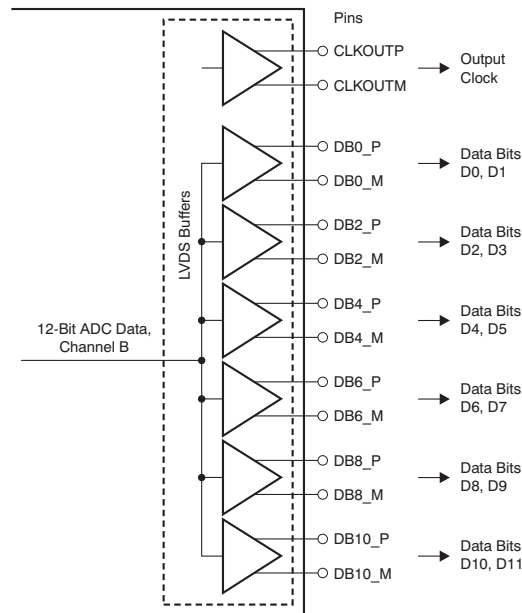 Pins
CLKOUTP
CLKOUTM
Output
Clock
DB0_P
DB0_M
Data Bits
D0, D1
LVDS Buffers
DB2_P
DB2_M
Data Bits
D2, D3
12-Bit ADC Data,
Channel B
DB4_P
DB4_M
Data Bits
D4, D5
DB6_P
DB6_M
Data Bits
D6, D7
DB8_P
DB8_M
Data Bits
D8, D9
DB10_P
DB10_M
Data Bits
D10, D11